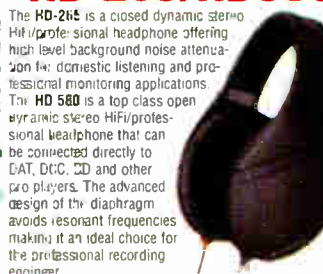 The HD-265 is a closed dynamic stereo
HiFi/professional headphone offering
high level background noise attenua-
tion for domestic listening and pro-
fessional monitoring applications.
The HD 580 is a top class open
dynamic stereo HiFi/profes-
sional headphone that can
be connected directly to
DAT, DCC, CD and other
pro players. The advanced
design of the diaphragm
avoids resonant frequencies
making it an ideal choice for
the professional recording
engineer